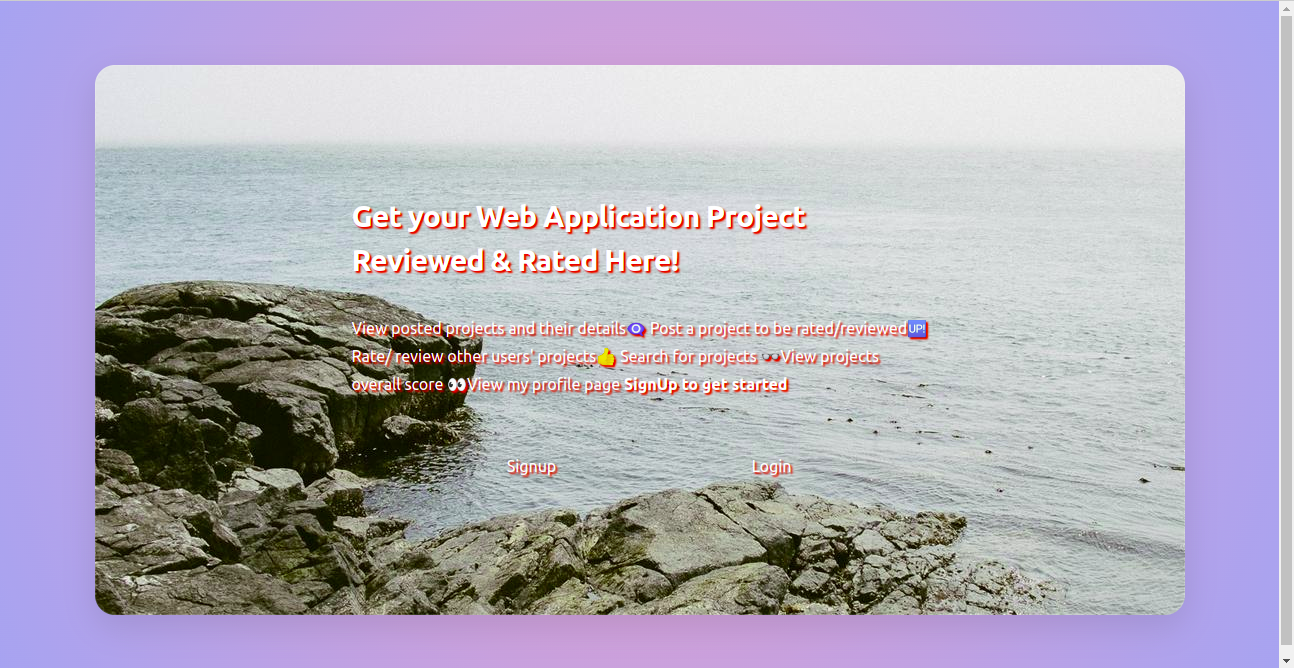 Get your Web Application Project
Reviewed & Rated Here!
View posted projects and their details👁 Post a project to be rated/reviewed🆙
Rate/ review other users' projects👍 Search for projects 🕶View projects
overall score 👀View my profile page SignUp to get started
Signup Login